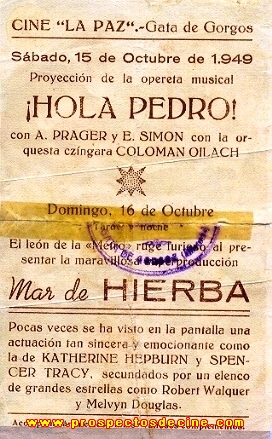 CINE "LA PAZ".-Gata de Gorgos
Sábado, 15 de Octubre de 1.949
Proyección de la opereta musical
¡HOLA PEDRO!
con A. PRAGER y E. SIMON con la or-
questa czíngara COLOMAN OILACH
Domingo, 16 de Octubre
Tarde y noche
El león de la «Metro» ruge furioso al pre-
sentar la maravillosa superproducción
Mar de HIERBA
Pocas veces se ha visto en la pantalla una
actuación tan sincera y emocionante como
la de KATHERINE HEPBURN y SPEN-
CER TRACY, secundados por un elenco
de grandes estrellas como Robert Walquer
y Melvyn Douglas.
www.prospectosdecine.com